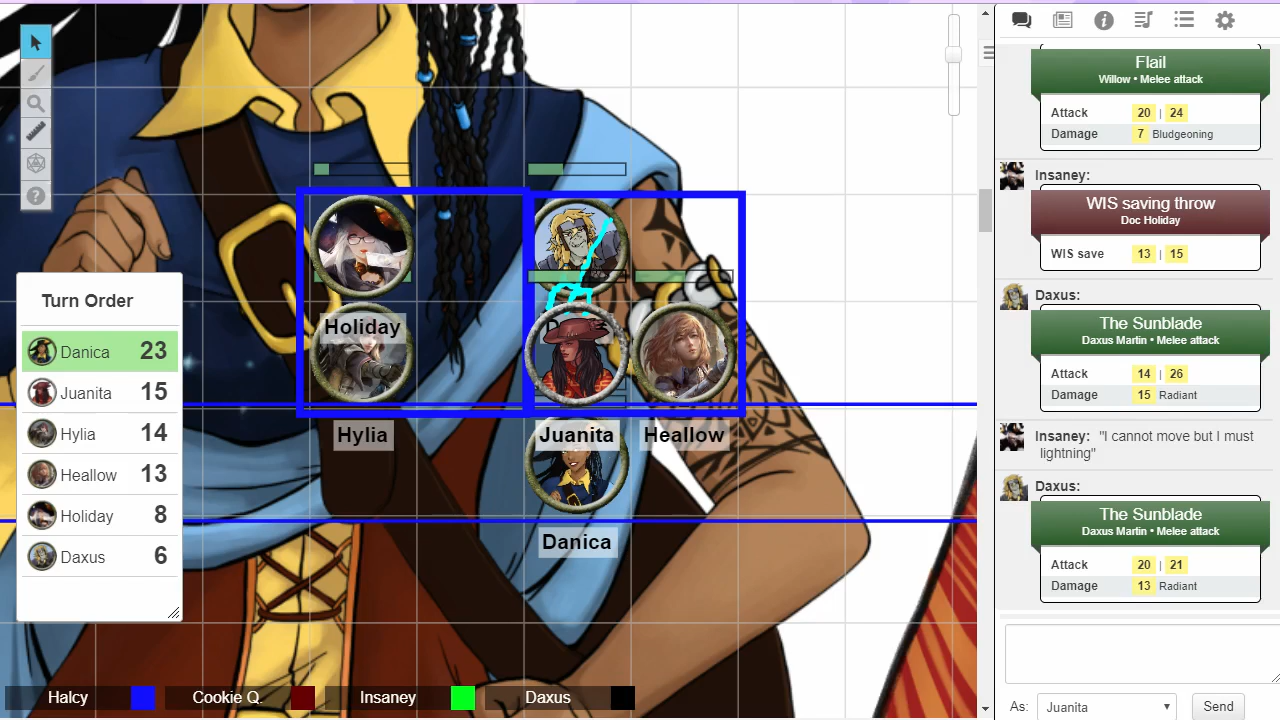 Turn Order
Danica 23
Juanita 15
Hylia 14
Heallow 13
Holiday 8
Daxus 6
Holiday
Hylia
Juanita
Heallow
Danica
Halcy
Cookie Q.
Insaney
Daxus
Flail
Willow • Melee attack
Attack 20 | 24
Damage 7 Bludgeoning
Insaney:
WIS saving throw
Doc Holiday
WIS save 13 | 15
Daxus:
The Sunblade
Daxus Marlin • Melee attack
Attack 14 | 26
Damage 15 Radiant
Insaney: "I cannot move but I must
lightning"
Daxus:
The Sunblade
Daxus Marlin • Melee attack
Attack 20 | 21
Damage 13 Radiant
As: Juanita
Send